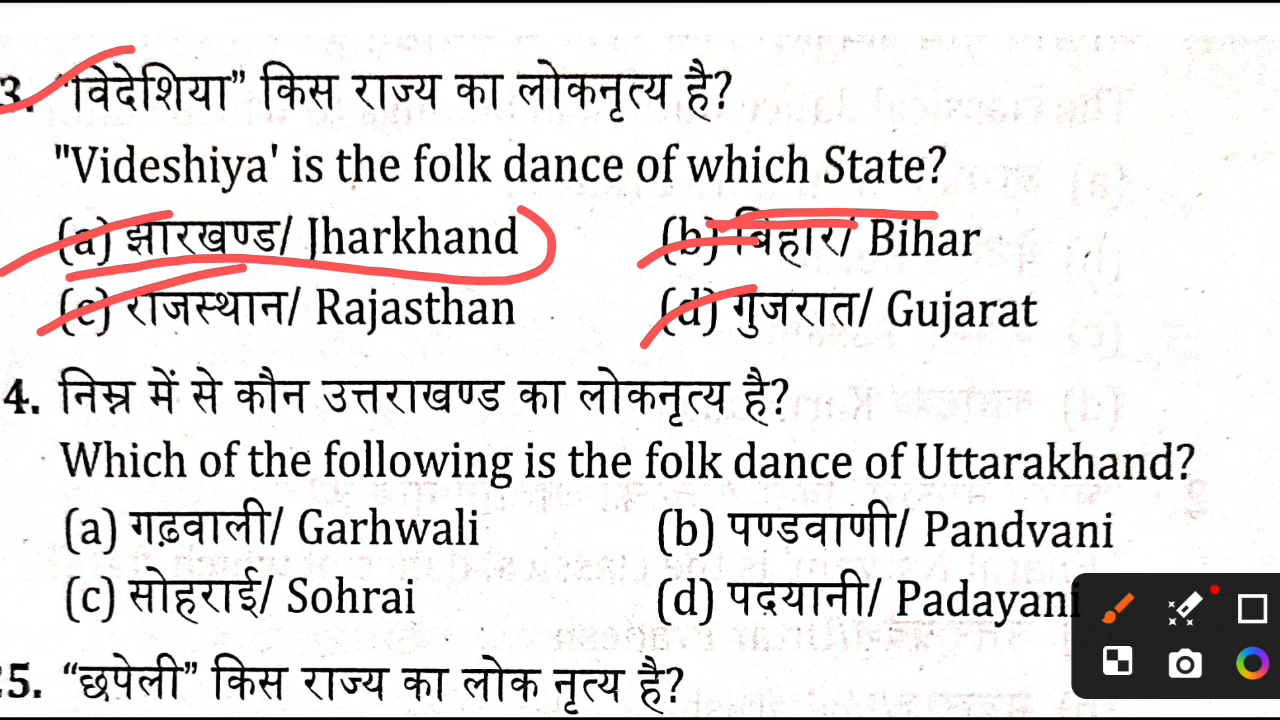 3. "विदेशिया" किस राज्य का लोकनृत्य है?
"Videshiya' is the folk dance of which State?
(a) झारखण्ड/ Jharkhand (b) बिहार/ Bihar
(c) राजस्थान/ Rajasthan (d) गुजरात/ Gujarat
4. निम्न में से कौन उत्तराखण्ड का लोकनृत्य है?
Which of the following is the folk dance of Uttarakhand?
(a) गढ़वाली/ Garhwali (b) पण्डवाणी/ Pandvani
(c) सोहराई/ Sohrai (d) पदयानी/ Padayani
5. “छपेली” किस राज्य का लोक नृत्य है?